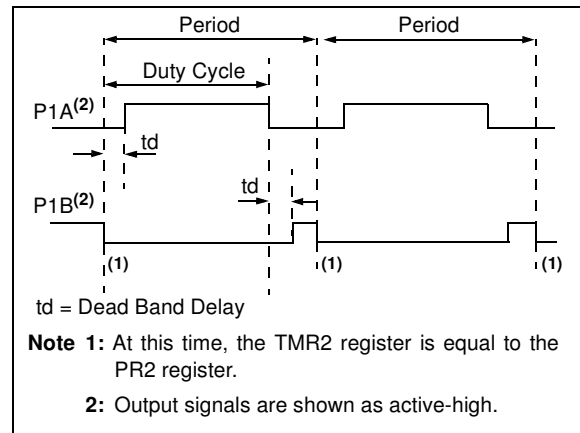 Period Period
Duty Cycle
P1A(2)
td
td
P1B(2)
(1) (1) (1)
td = Dead Band Delay
Note 1: At this time, the TMR2 register is equal to the
PR2 register.
2: Output signals are shown as active-high.